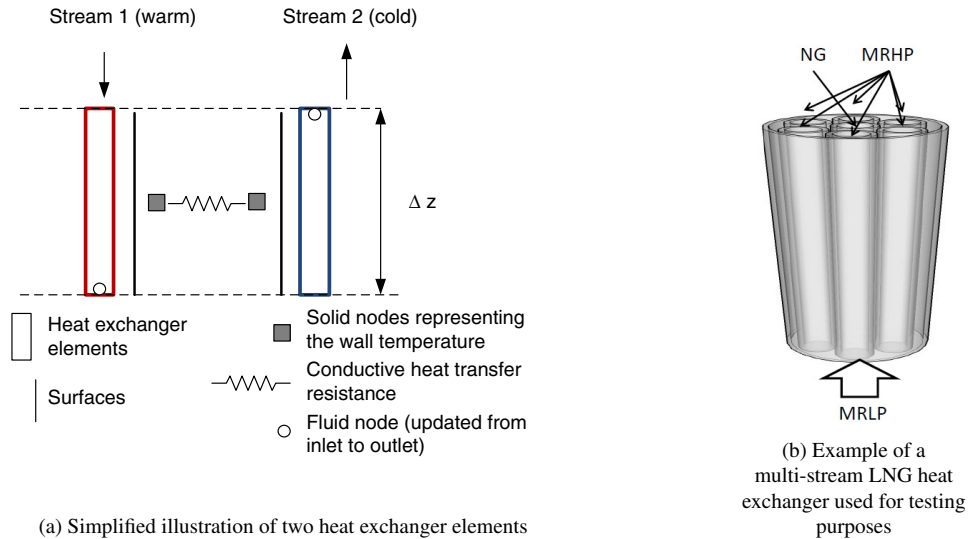 Stream 1 (warm)
Stream 2 (cold)
Δ z
Heat exchanger
elements
Surfaces
Solid nodes representing
the wall temperature
Conductive heat transfer
resistance
Fluid node (updated from
inlet to outlet)
(a) Simplified illustration of two heat exchanger elements
NG
MRHP
MRLP
(b) Example of a
multi-stream LNG heat
exchanger used for testing
purposes